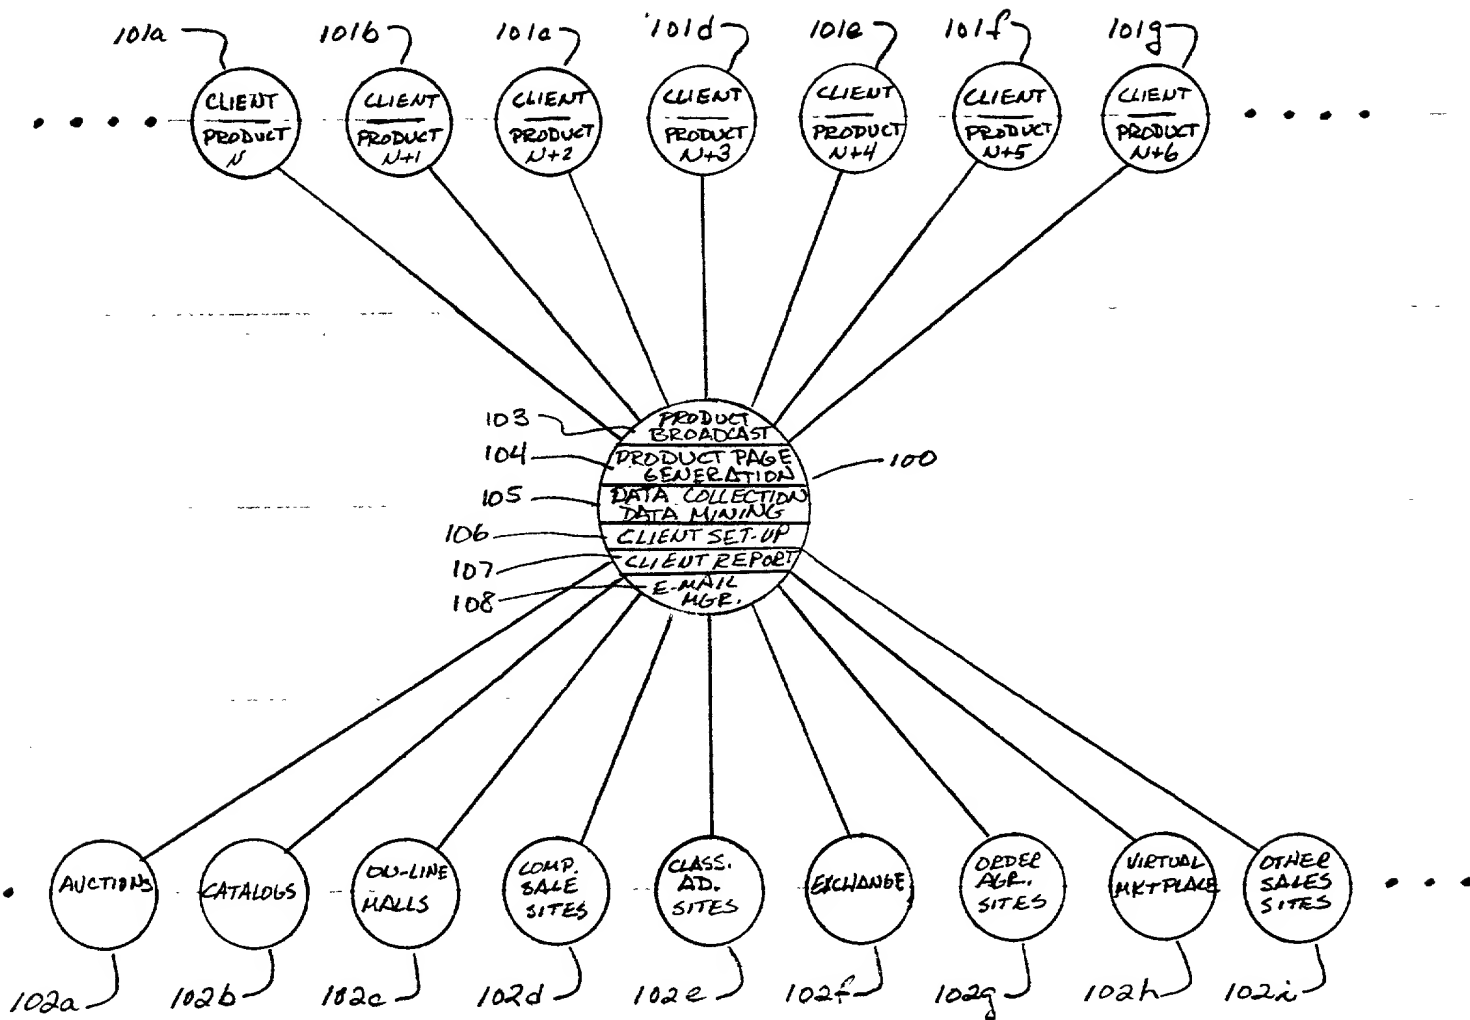 101a 101b 101c 101d 101e 101f 101g
CLIENT CLIENT CLIENT CLIENT CLIENT CLIENT CLIENT
PRODUCT PRODUCT PRODUCT PRODUCT PRODUCT PRODUCT PRODUCT
N N+1 N+2 N+3 N+4 N+5 N+6
103 PRODUCT
BROADCAST
104 PRODUCT PAGE 100
GENERATION
105 DATA COLLECTION
DATA MINING
106 CLIENT SET-UP
107 CLIENT REPORT
108 E-MAIL
MGR.
AUCTIONS
CATALOGS
ON-LINE
MALLS
COMP.
SALE
SITES
CLASS.
AD.
SITES
EXCHANGE
ORDER
AGR.
SITES
VIRTUAL
MKTPLACE
OTHER
SALES
SITES
102a 102b 102c 102d 102e 102f 102g 102h 102i